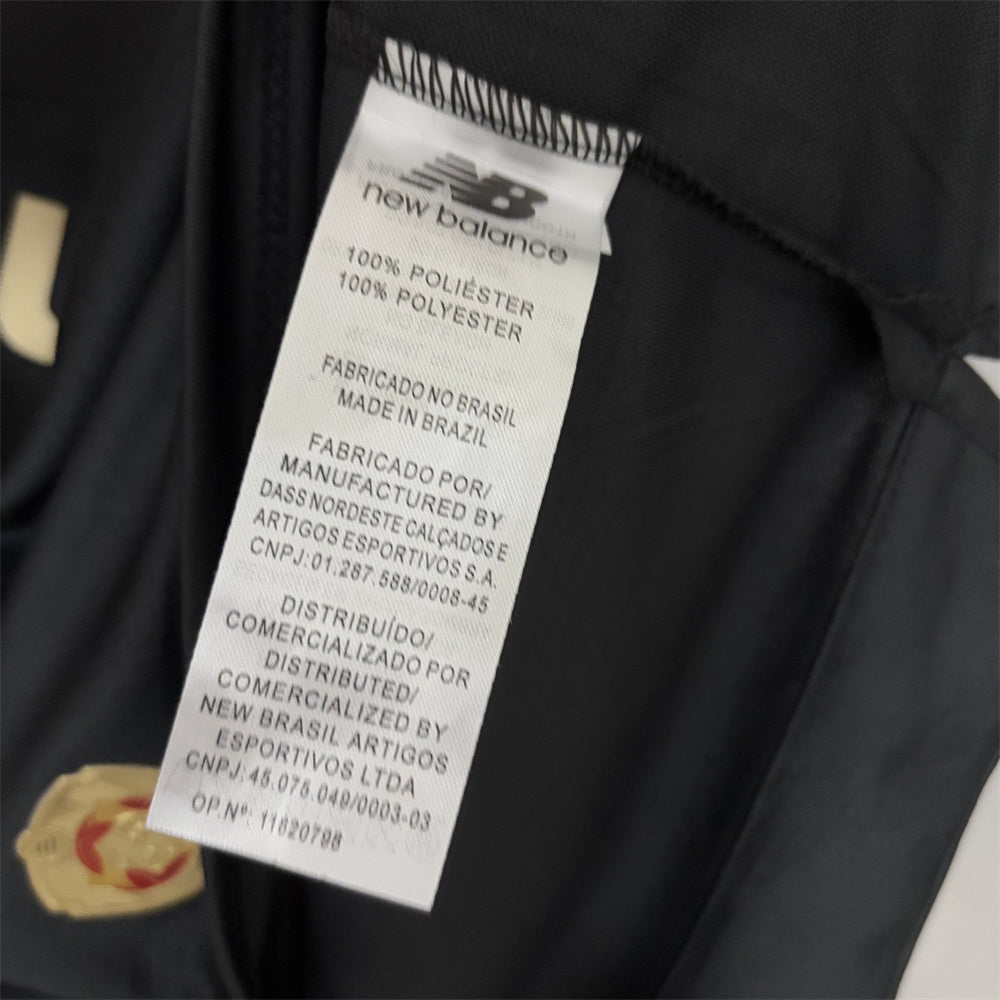 NB
new balance
100% POLIÉSTER
100% POLYESTER
FABRICADO NO BRASIL
MADE IN BRAZIL
FABRICADO POR/
MANUFACTURED BY
DASS NORDESTE CALÇADOS E
ARTIGOS ESPORTIVOS S.A.
CNPJ:01.287.588/0008-45
DISTRIBUÍDO/
COMERCIALIZADO POR
DISTRIBUTED/
COMERCIALIZED BY
NEW BRASIL ARTIGOS
ESPORTIVOS LTDA
CNPJ: 45.075.049/0003-03
OP.Nº: 11820798